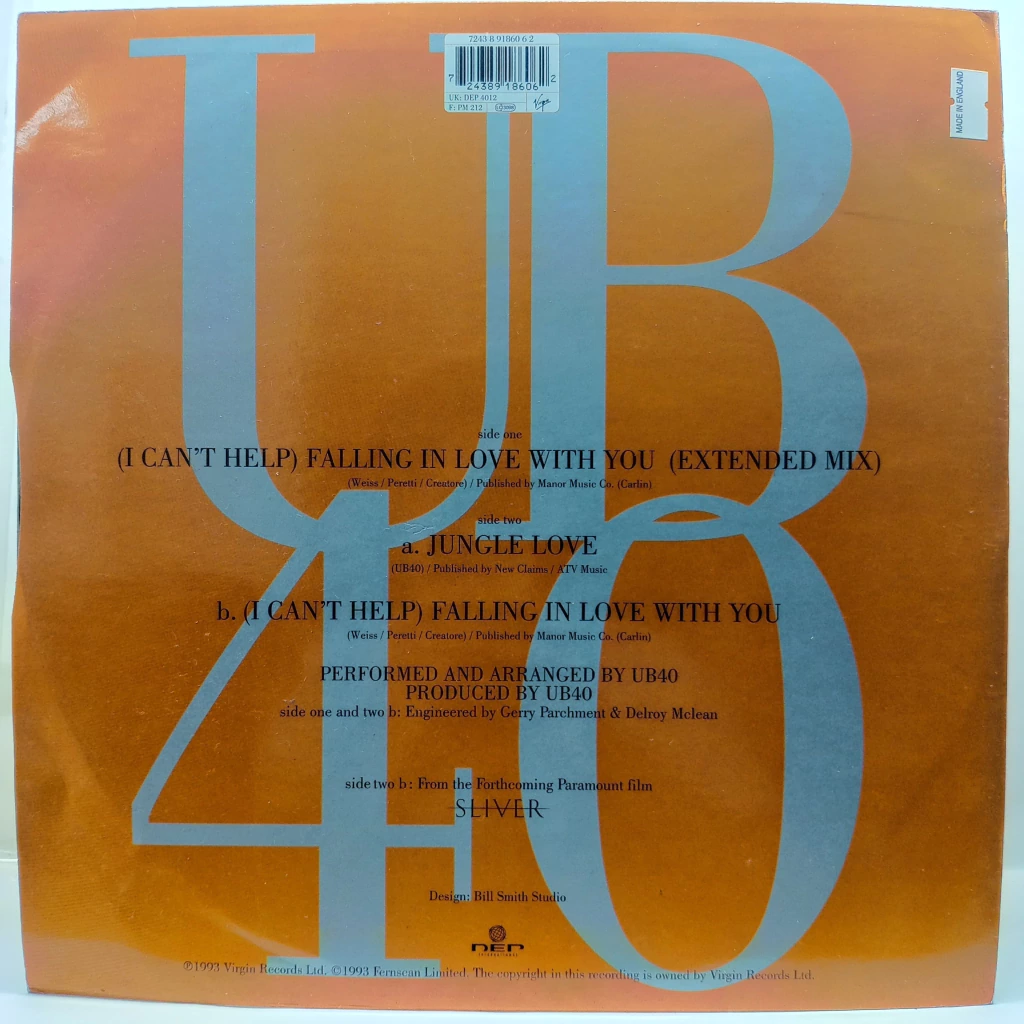 UB
40
7243 8 91860 6 2
7 24389 18606 2
UK: DEP 4012
F: PM 212
Virgin
MADE IN ENGLAND
side one
(I CAN'T HELP) FALLING IN LOVE WITH YOU (EXTENDED MIX)
(Weiss / Peretti / Creatore) / Published by Manor Music Co. (Carlin)
side two
a. JUNGLE LOVE
(UB40) / Published by New Claims / ATV Music
b. (I CAN'T HELP) FALLING IN LOVE WITH YOU
(Weiss / Peretti / Creatore) / Published by Manor Music Co. (Carlin)
PERFORMED AND ARRANGED BY UB40
PRODUCED BY UB40
side one and two b: Engineered by Gerry Parchment & Delroy Mclean
side two b: From the Forthcoming Paramount film
SLIVER
Design: Bill Smith Studio
DEP
INTERNATIONAL
℗1993 Virgin Records Ltd. ©1993 Fernscan Limited. The copyright in this recording is owned by Virgin Records Ltd.